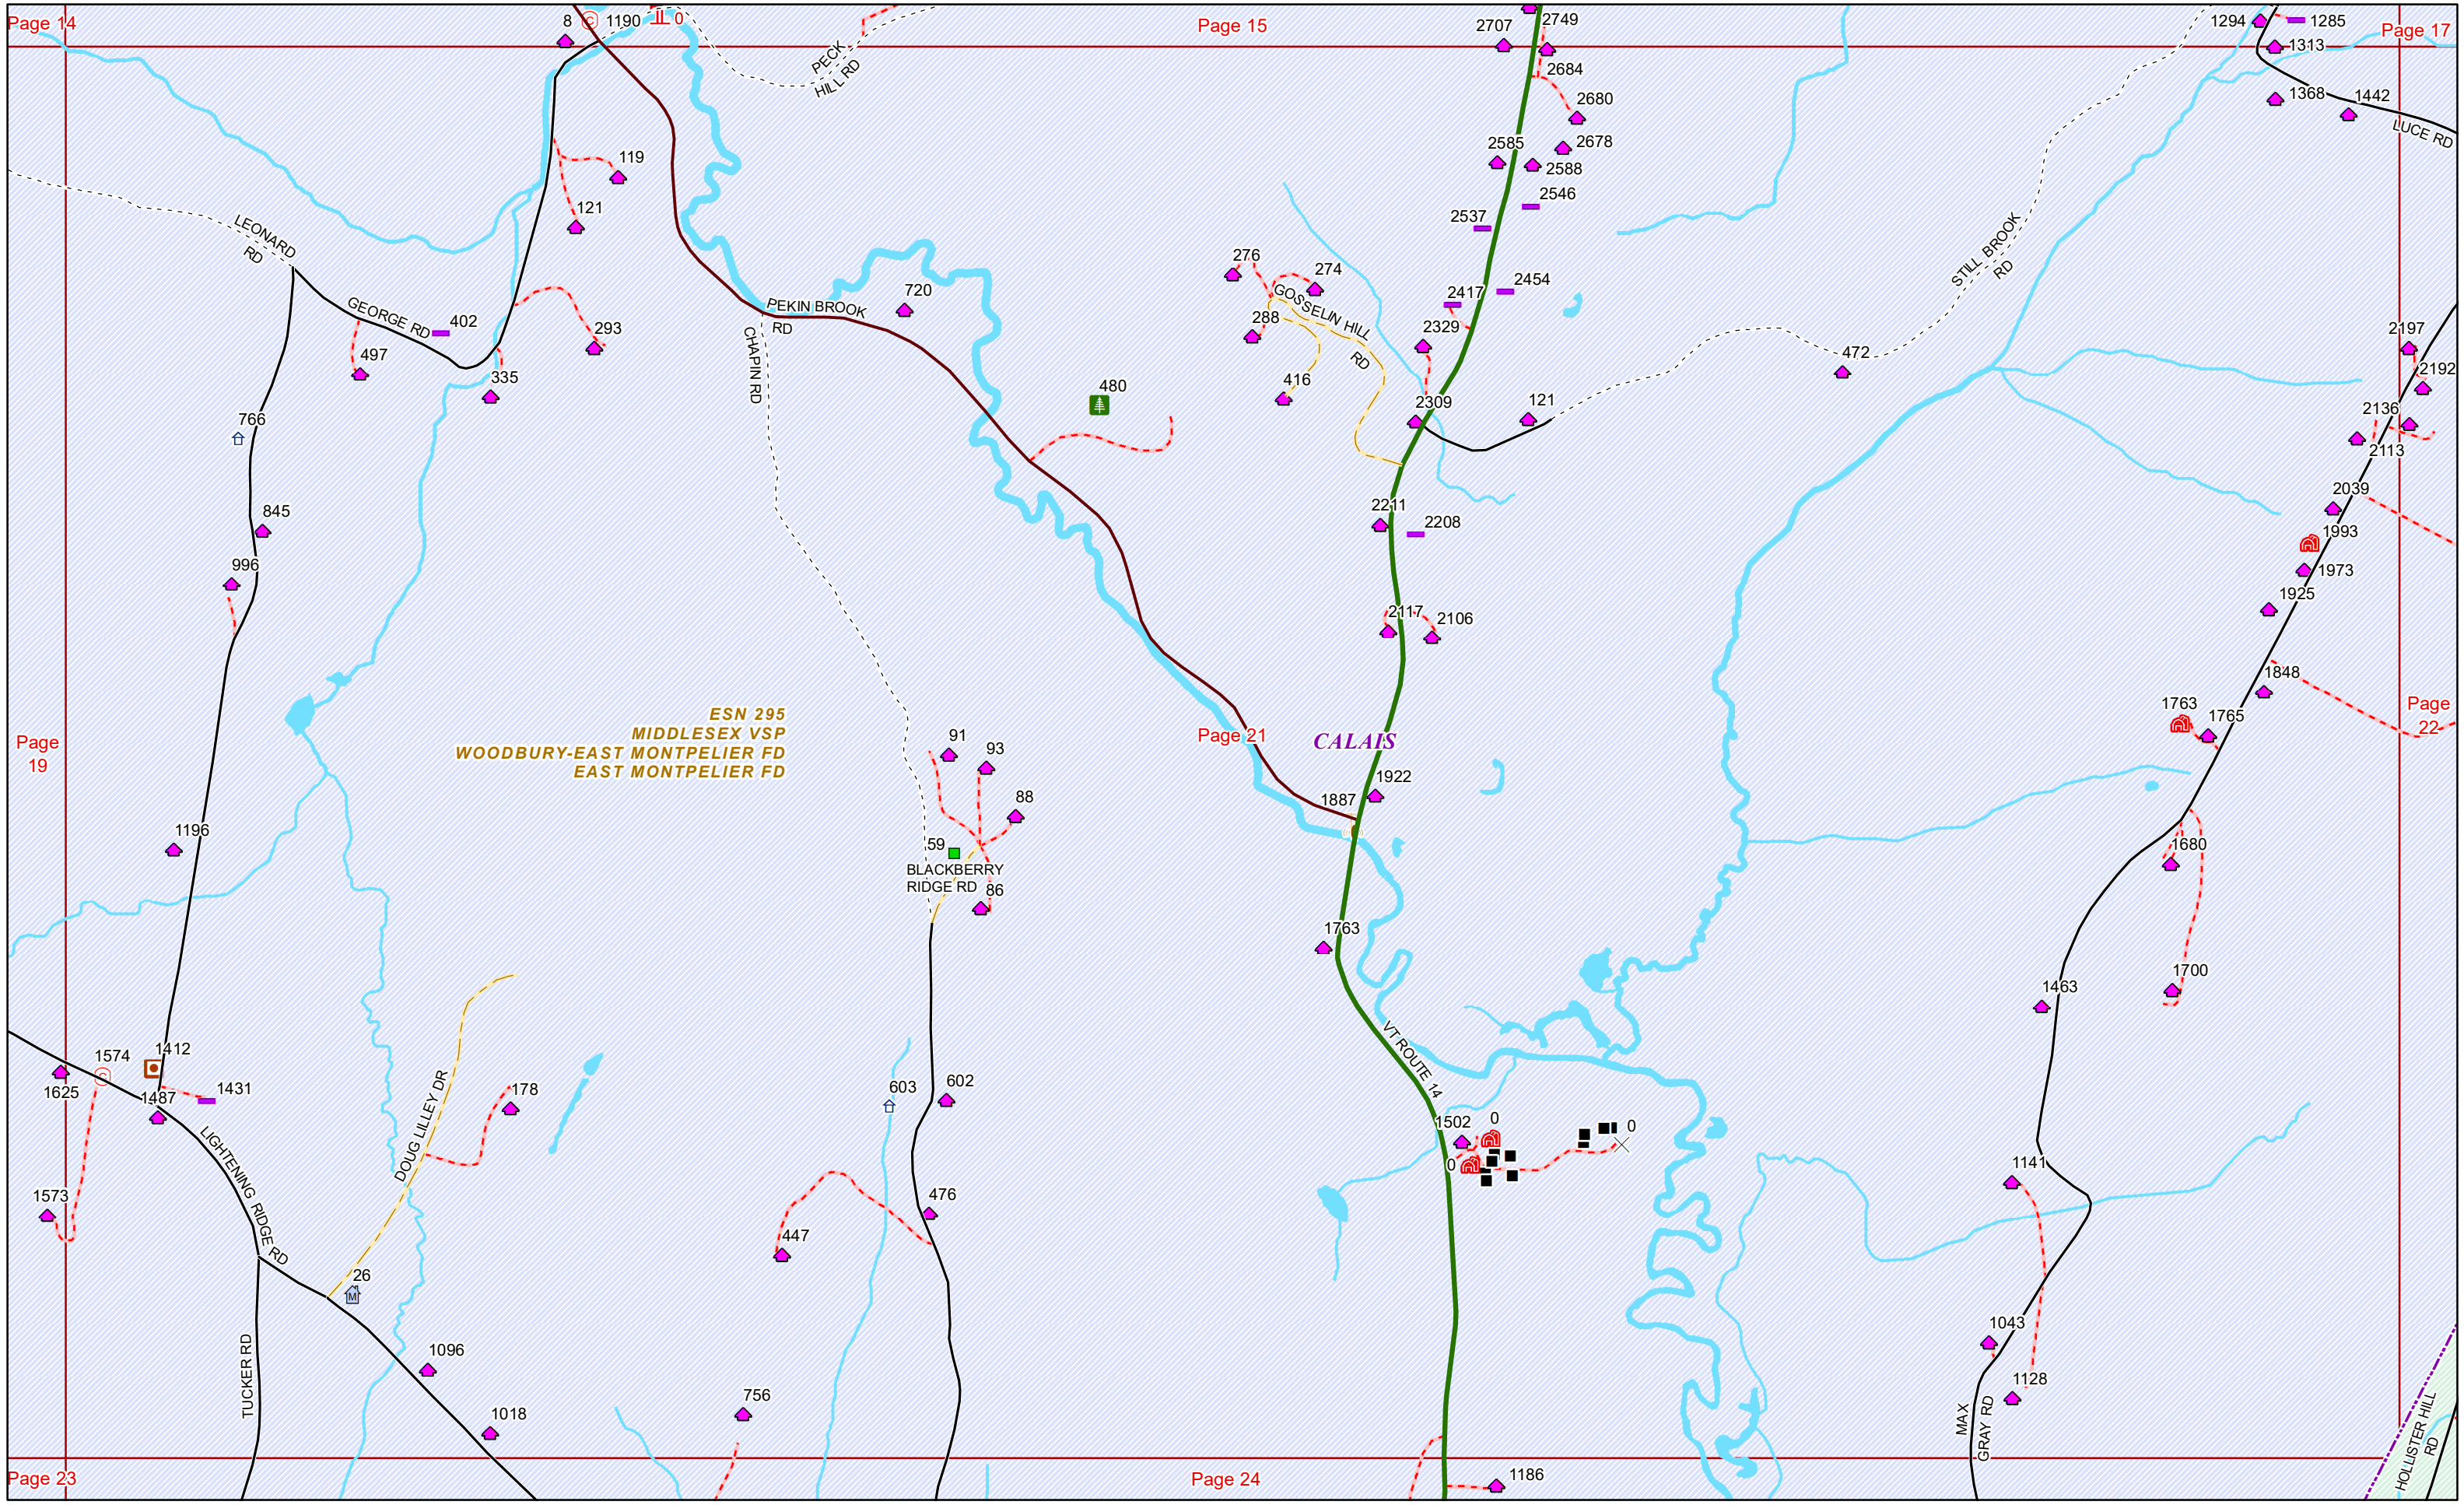 Page 14
8
1190
0
PECK
HILL RD
Page 15
2707
2749
2684
2680
2678
2585
2588
2546
2537
2454
2417
2329
2309
1294
1285
1313
Page 17
1368
1442
LUCE RD
119
121
LEONARD
RD
GEORGE RD
402
497
293
335
PEKIN BROOK
RD
720
CHAPIN RD
480
276
274
GOSSELIN HILL
RD
288
416
121
472
STILL BROOK
RD
2197
2192
2136
2113
2039
1993
1973
1925
1848
766
845
996
2211
2208
2117
2106
ESN 295
MIDDLESEX VSP
WOODBURY-EAST MONTPELIER FD
EAST MONTPELIER FD
Page
19
Page 21
CALAIS
1763
1765
Page
22
91
93
88
59
BLACKBERRY
RIDGE RD
86
1922
1887
1680
1196
1763
1700
1463
VT ROUTE 14
1574
1412
1625
1487
1431
178
DOUG LILLEY DR
603
602
1502
0
0
0
1573
LIGHTENING RIDGE RD
476
447
1141
26
TUCKER RD
1096
1018
756
1043
1128
MAX
GRAY RD
HOLLISTER HILL
RD
Page 23
Page 24
1186